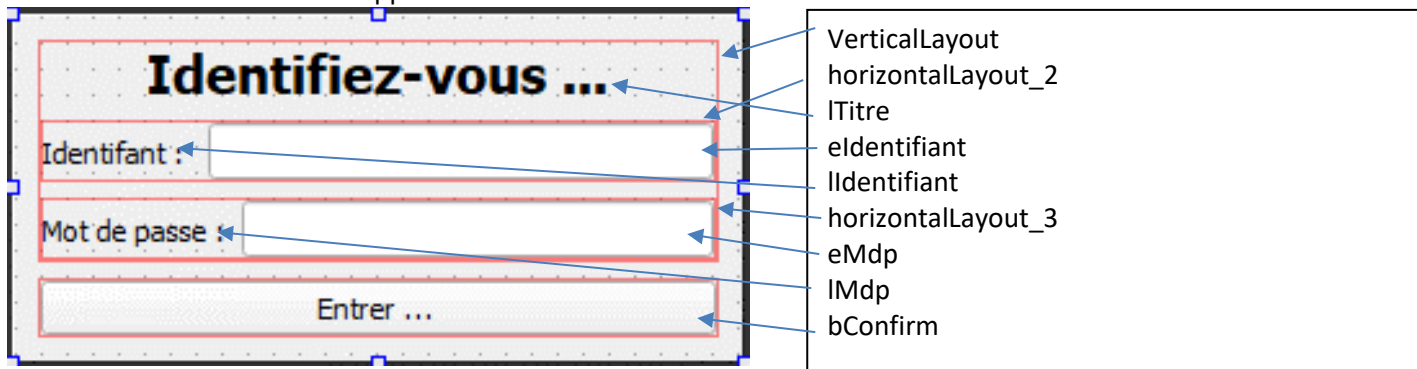 Identifiez-vous ...
Identifant :
Mot de passe :
Entrer ...
VerticalLayout
horizontalLayout_2
lTitre
eIdentifiant
lIdentifiant
horizontalLayout_3
eMdp
lMdp
bConfirm